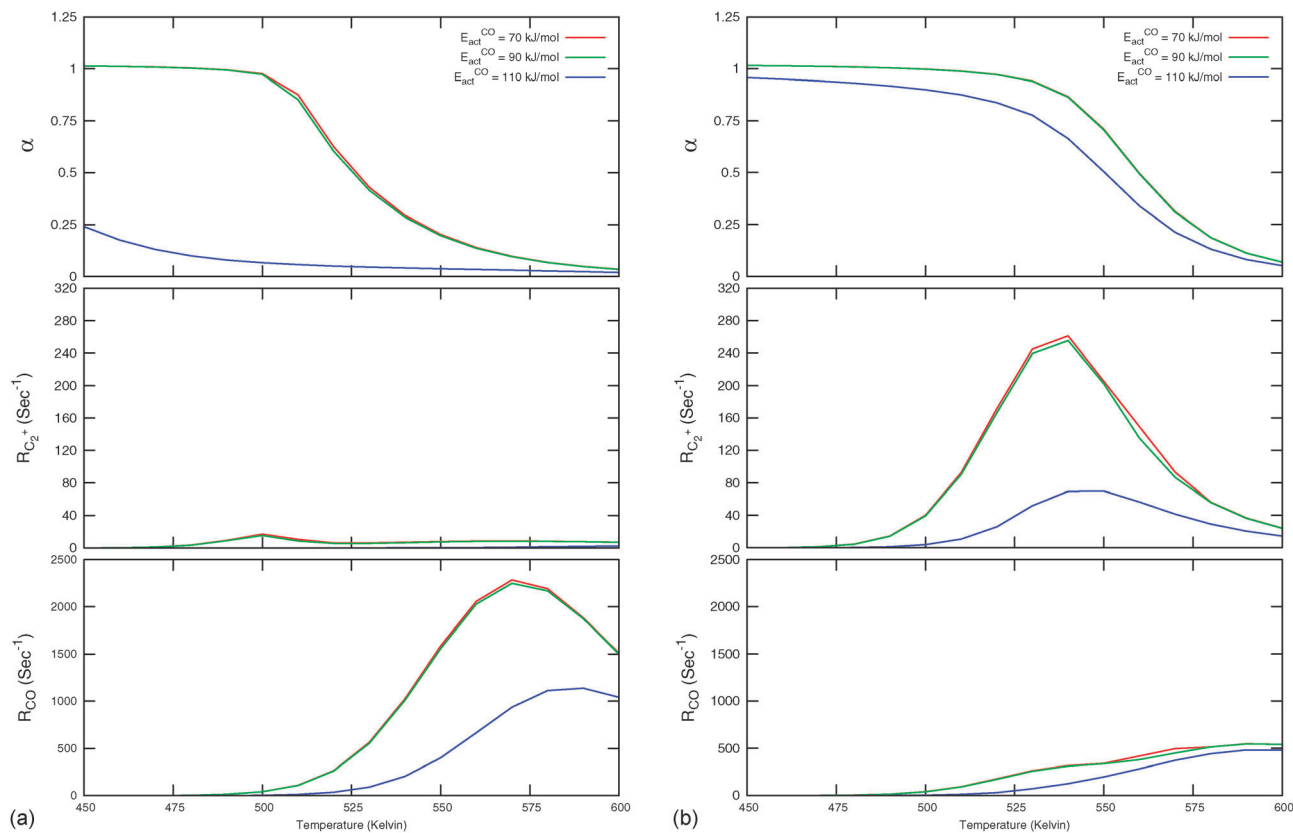 1.25
1
0.75
0.5
0.25
0
α
E_act^CO = 70 kJ/mol
E_act^CO = 90 kJ/mol
E_act^CO = 110 kJ/mol
320
280
240
200
160
120
80
40
0
R_C₂⁺ (Sec⁻¹)
2500
2000
1500
1000
500
0
R_CO (Sec⁻¹)
450 475 500 525 550 575 600
Temperature (Kelvin)
(a)
1.25
1
0.75
0.5
0.25
0
α
E_act^CO = 70 kJ/mol
E_act^CO = 90 kJ/mol
E_act^CO = 110 kJ/mol
320
280
240
200
160
120
80
40
0
R_C₂⁺ (Sec⁻¹)
2500
2000
1500
1000
500
0
R_CO (Sec⁻¹)
450 475 500 525 550 575 600
Temperature (Kelvin)
(b)